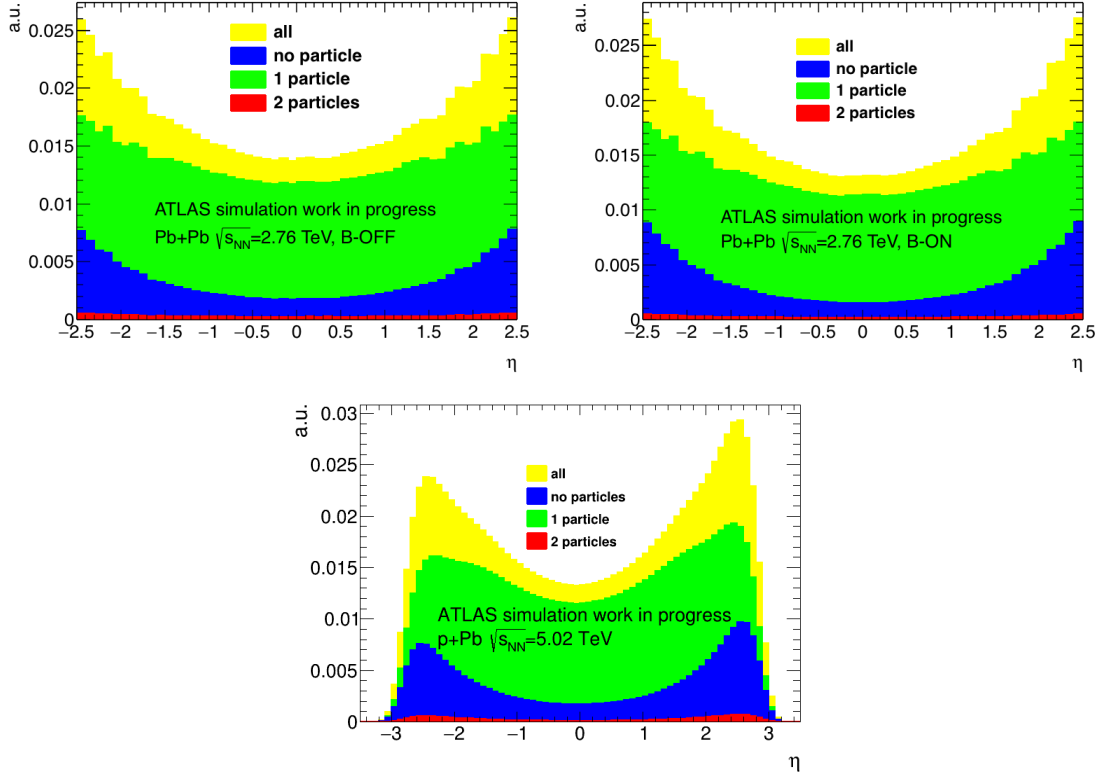 a.u.
0.025
0.02
0.015
0.01
0.005
0
all
no particle
1 particle
2 particles
ATLAS simulation work in progress
Pb+Pb √s_NN=2.76 TeV, B-OFF
−2.5 −2 −1.5 −1 −0.5 0 0.5 1 1.5 2 2.5
η
a.u.
0.025
0.02
0.015
0.01
0.005
0
all
no particle
1 particle
2 particles
ATLAS simulation work in progress
Pb+Pb √s_NN=2.76 TeV, B-ON
−2.5 −2 −1.5 −1 −0.5 0 0.5 1 1.5 2 2.5
η
a.u.
0.03
0.025
0.02
0.015
0.01
0.005
0
all
no particles
1 particle
2 particles
ATLAS simulation work in progress
p+Pb √s_NN=5.02 TeV
−3 −2 −1 0 1 2 3
η